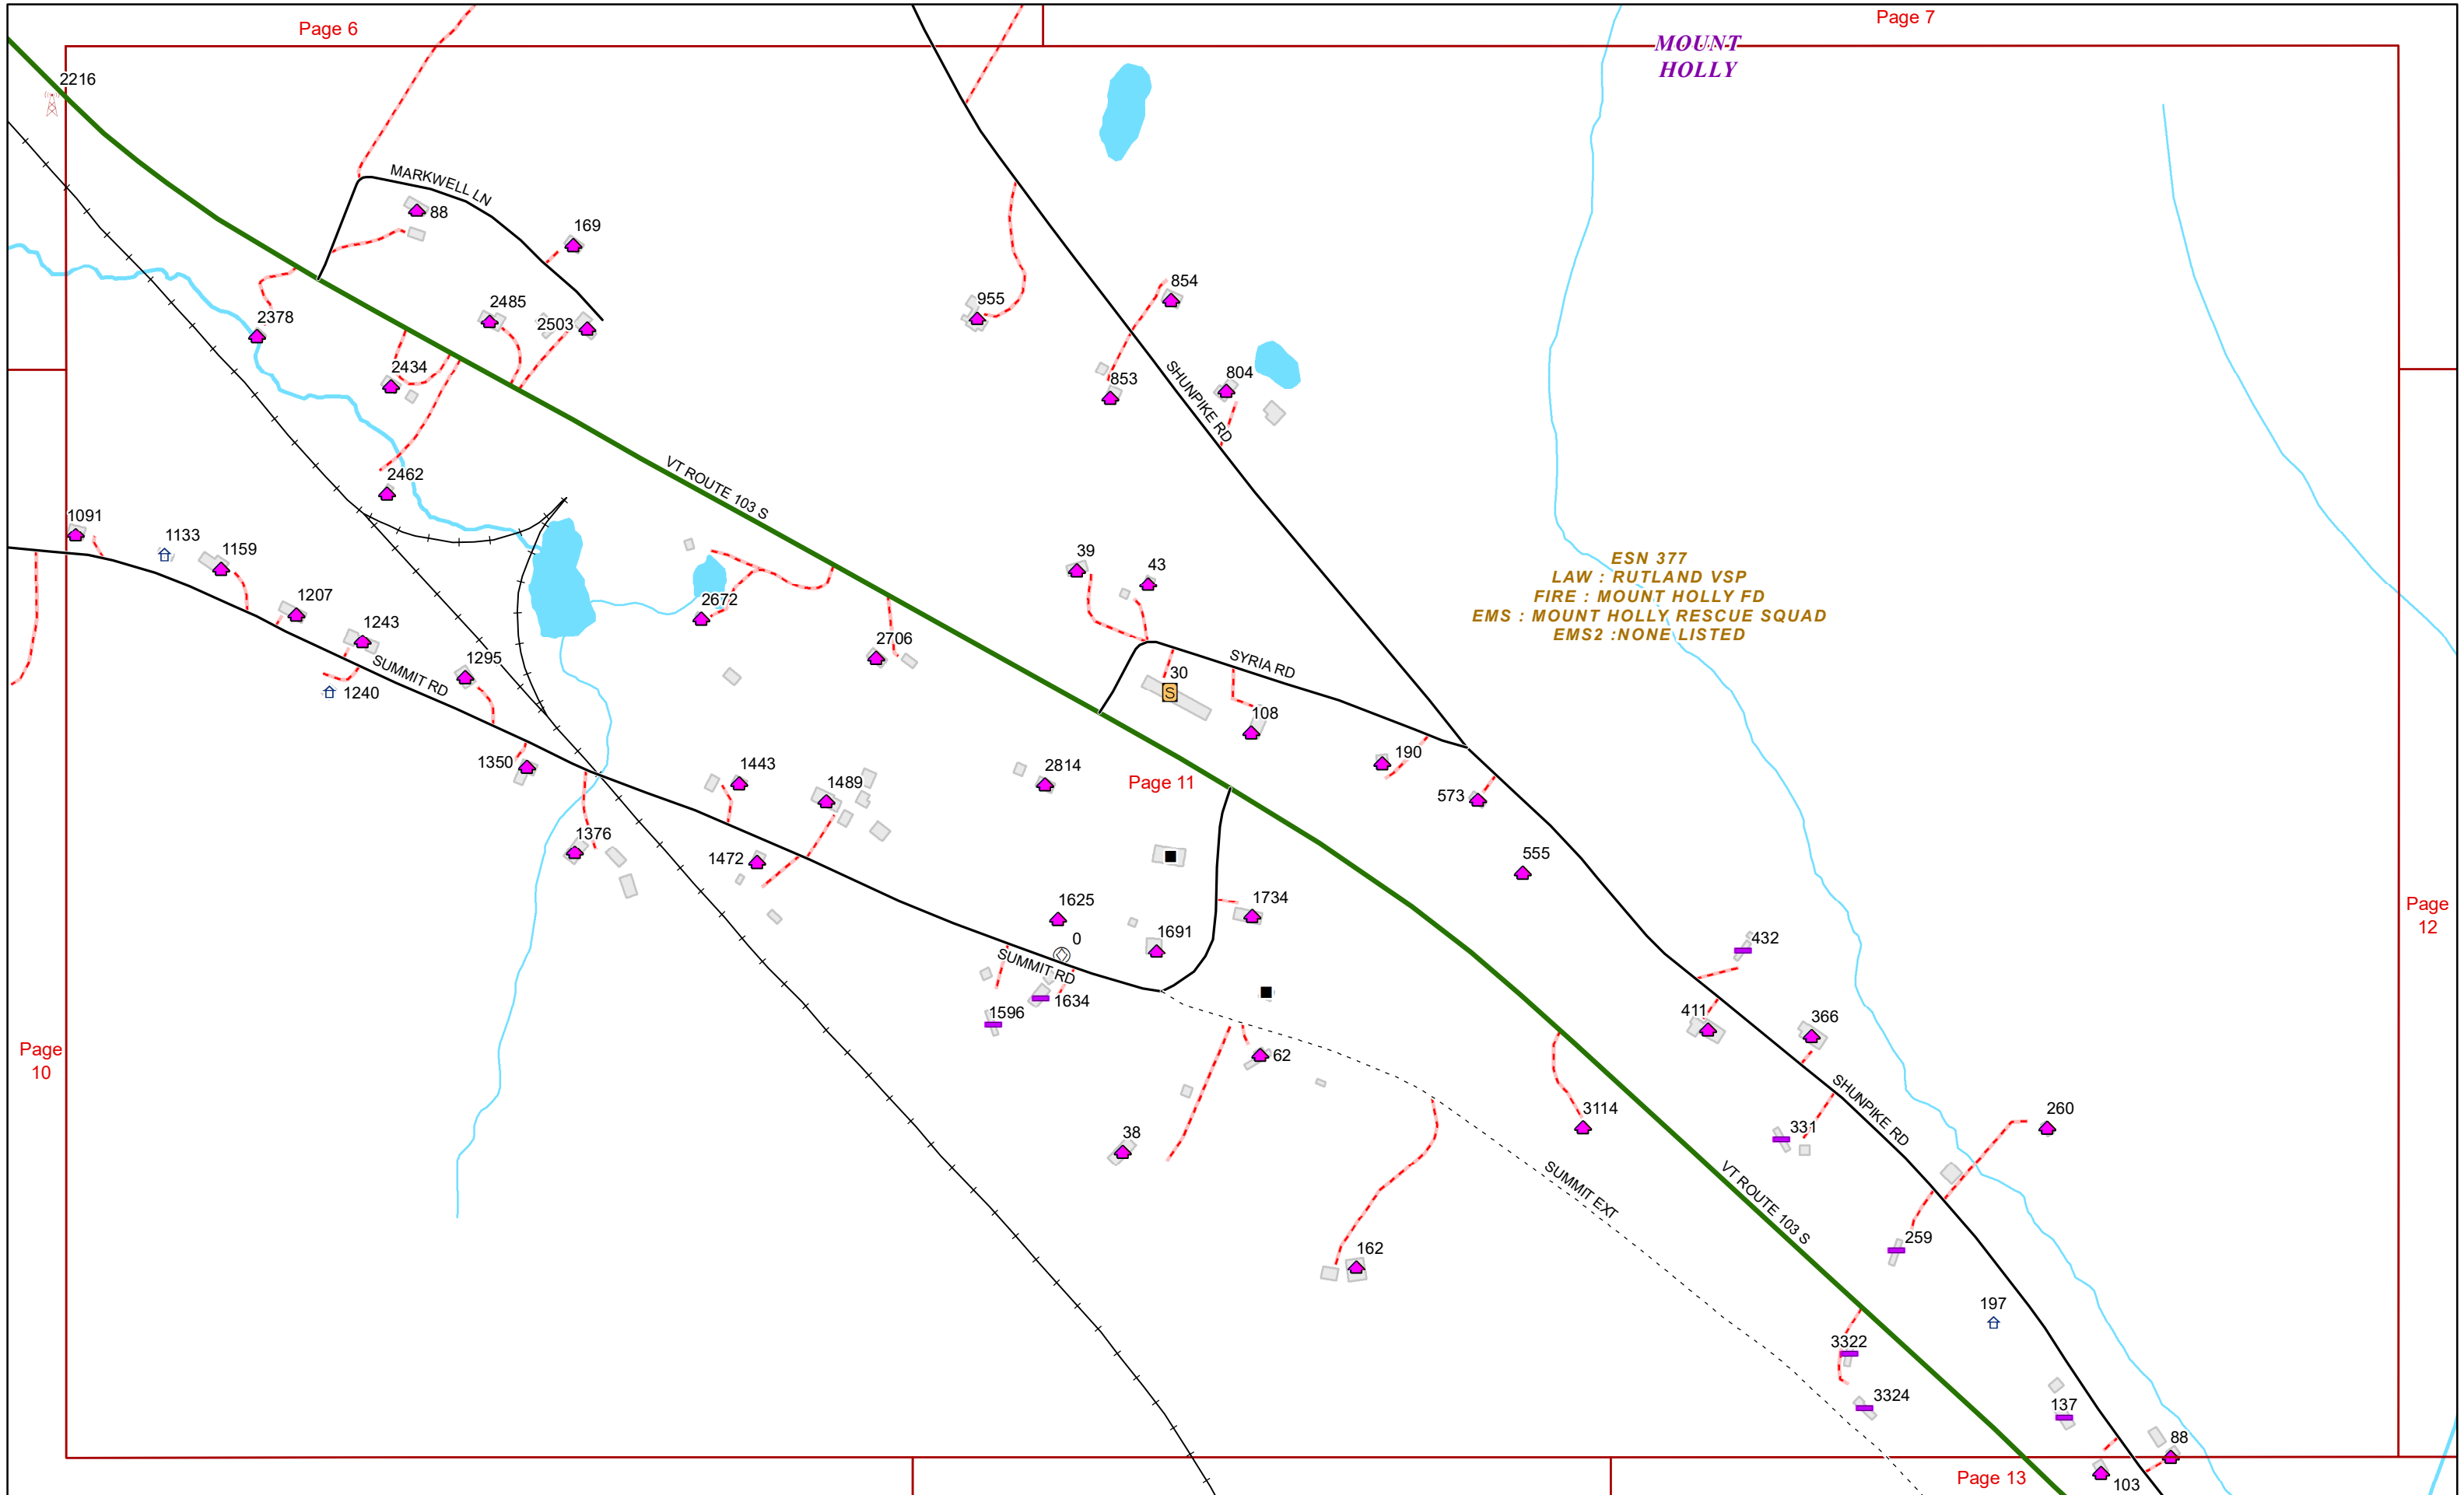 Page 6
Page 7
MOUNT
HOLLY
2216
MARKWELL LN
88
169
2378
2485
2503
2434
955
854
853
804
SHUNPIKE RD
2462
VT ROUTE 103 S
1091
1133
1159
1207
1243
SUMMIT RD
1240
1295
2672
2706
39
43
ESN 377
LAW : RUTLAND VSP
FIRE : MOUNT HOLLY FD
EMS : MOUNT HOLLY RESCUE SQUAD
EMS2 :NONE LISTED
SYRIA RD
30
S
108
190
573
1350
1443
1489
2814
Page 11
1376
1472
555
1625
0
1691
1734
SUMMIT RD
1634
1596
432
411
366
Page
12
Page
10
62
38
3114
SHUNPIKE RD
331
260
VT ROUTE 103 S
SUMMIT EXT
259
162
197
3322
3324
137
88
103
Page 13